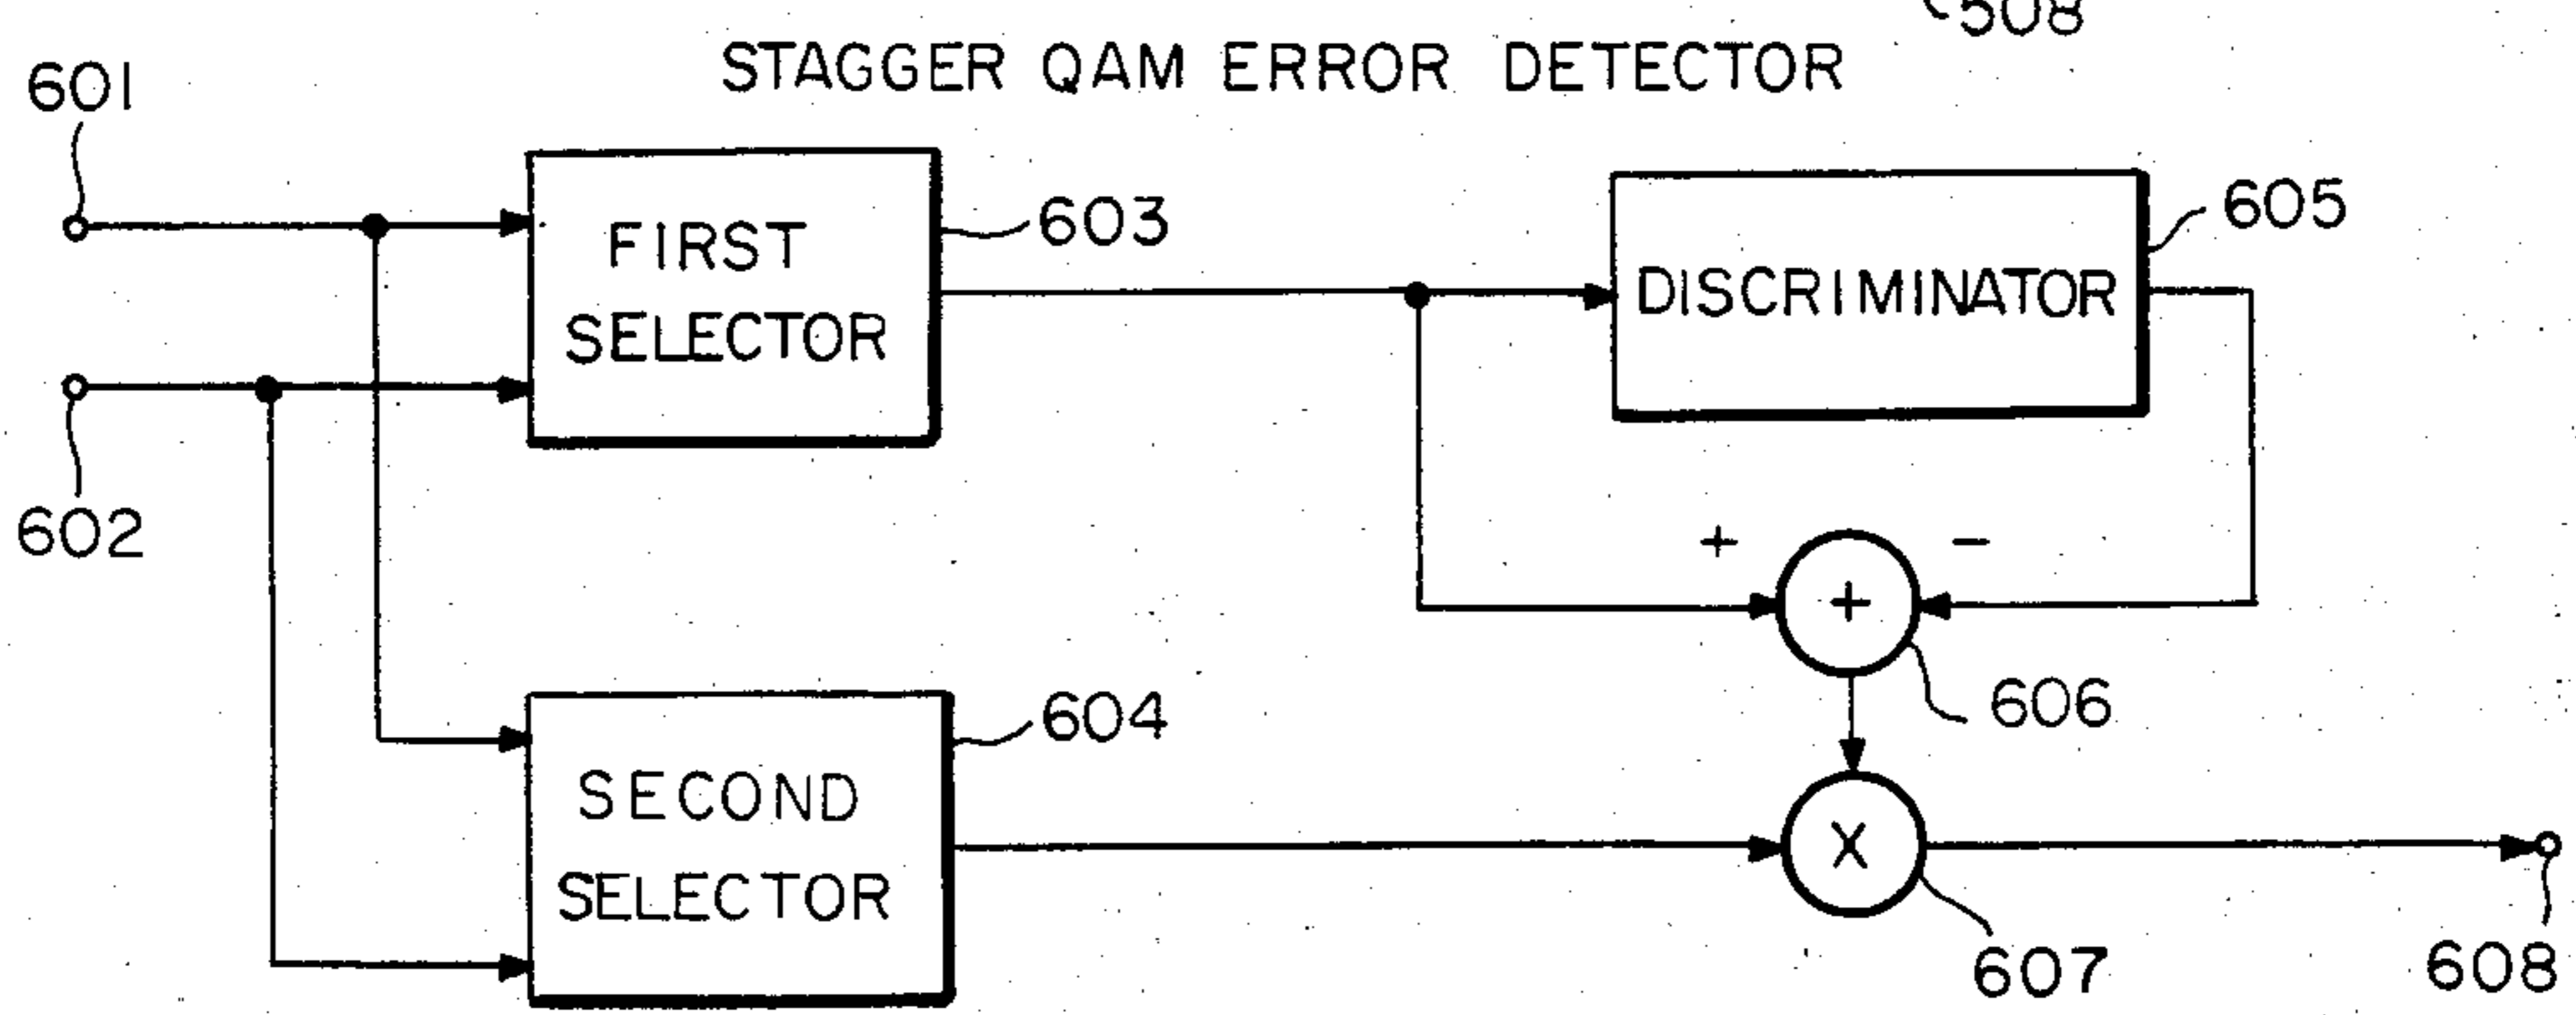 508
STAGGER QAM ERROR DETECTOR
601
603
605
FIRST
SELECTOR
DISCRIMINATOR
602
+
−
+
606
604
SECOND
SELECTOR
X
607
608